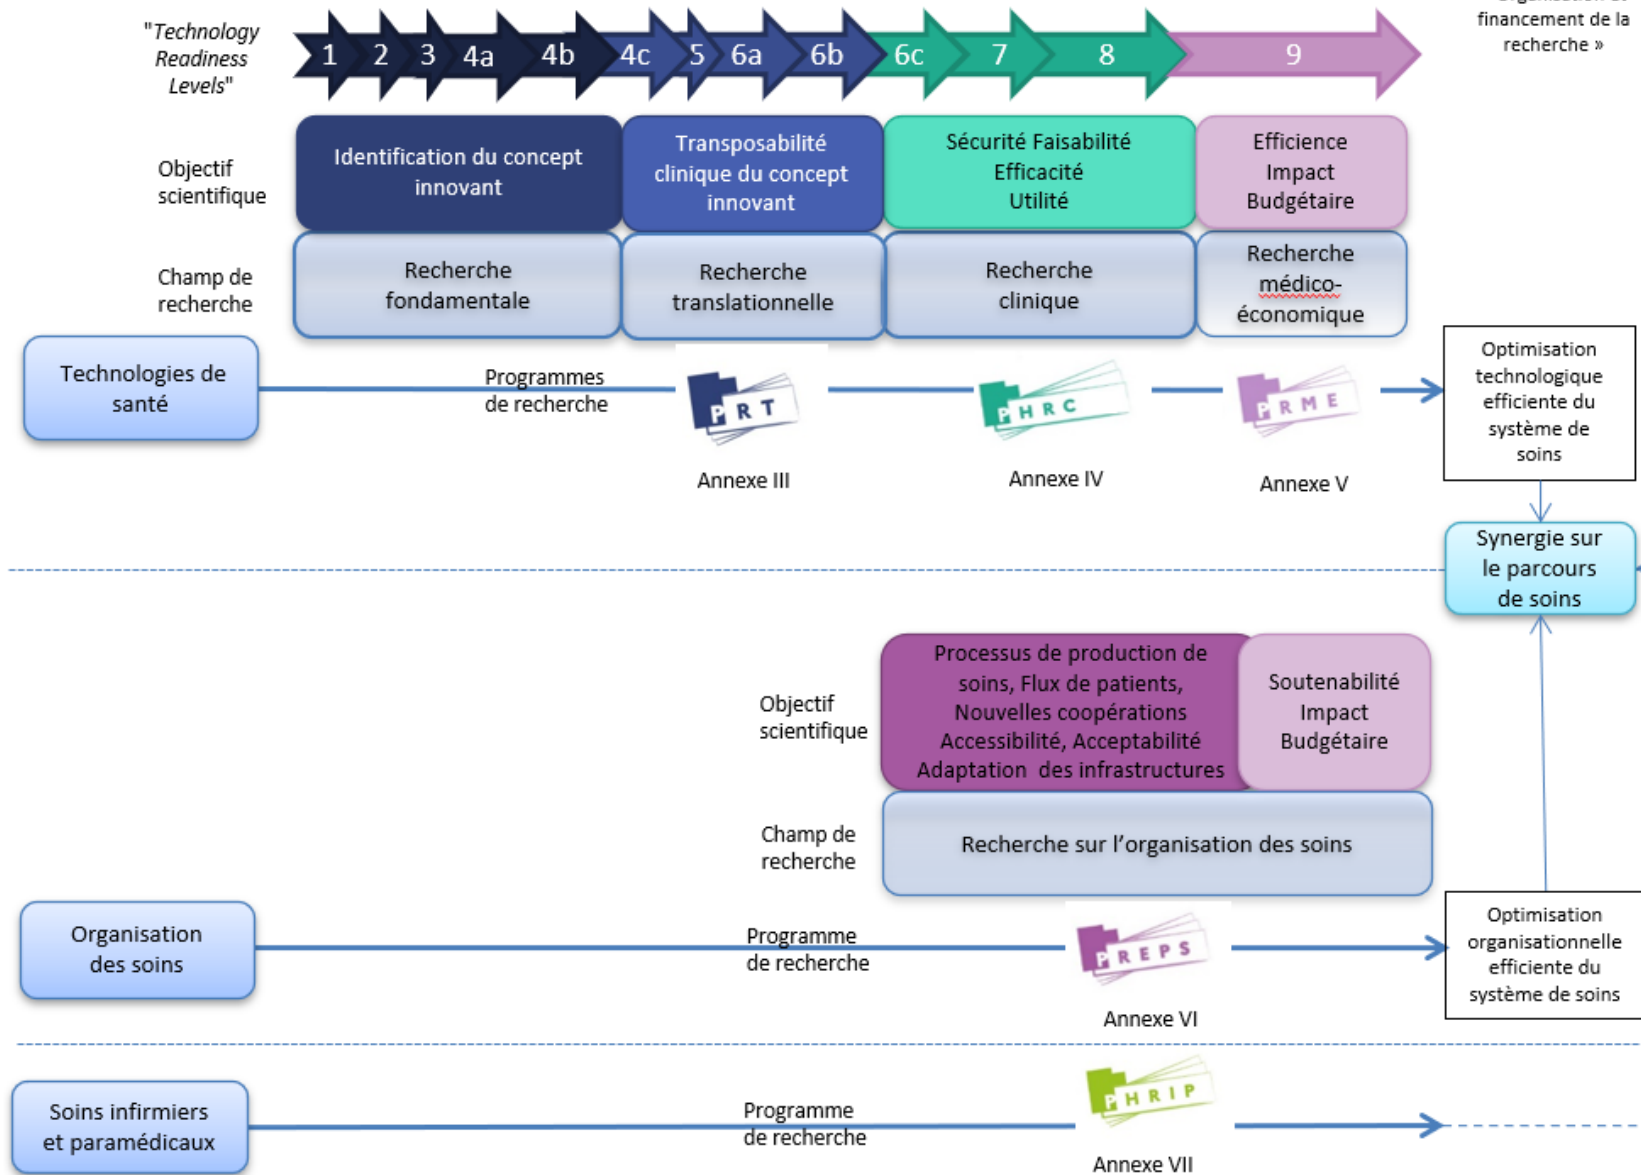 Organisation et
financement de la
recherche »
"Technology
Readiness
Levels"
1 2 3 4a 4b 4c 5 6a 6b 6c 7 8 9
Objectif
scientifique
Identification du concept
innovant
Transposabilité
clinique du concept
innovant
Sécurité Faisabilité
Efficacité
Utilité
Efficience
Impact
Budgétaire
Champ de
recherche
Recherche
fondamentale
Recherche
translationnelle
Recherche
clinique
Recherche
médico-
économique
Technologies de
santé
Programmes
de recherche
PRT
Annexe III
PHRC
Annexe IV
PRME
Annexe V
Optimisation
technologique
efficiente du
système de
soins
Synergie sur
le parcours
de soins
Objectif
scientifique
Processus de production de
soins, Flux de patients,
Nouvelles coopérations
Accessibilité, Acceptabilité
Adaptation des infrastructures
Soutenabilité
Impact
Budgétaire
Champ de
recherche
Recherche sur l’organisation des soins
Organisation
des soins
Programme
de recherche
PREPS
Annexe VI
Optimisation
organisationnelle
efficiente du
système de soins
Soins infirmiers
et paramédicaux
Programme
de recherche
PHRIP
Annexe VII